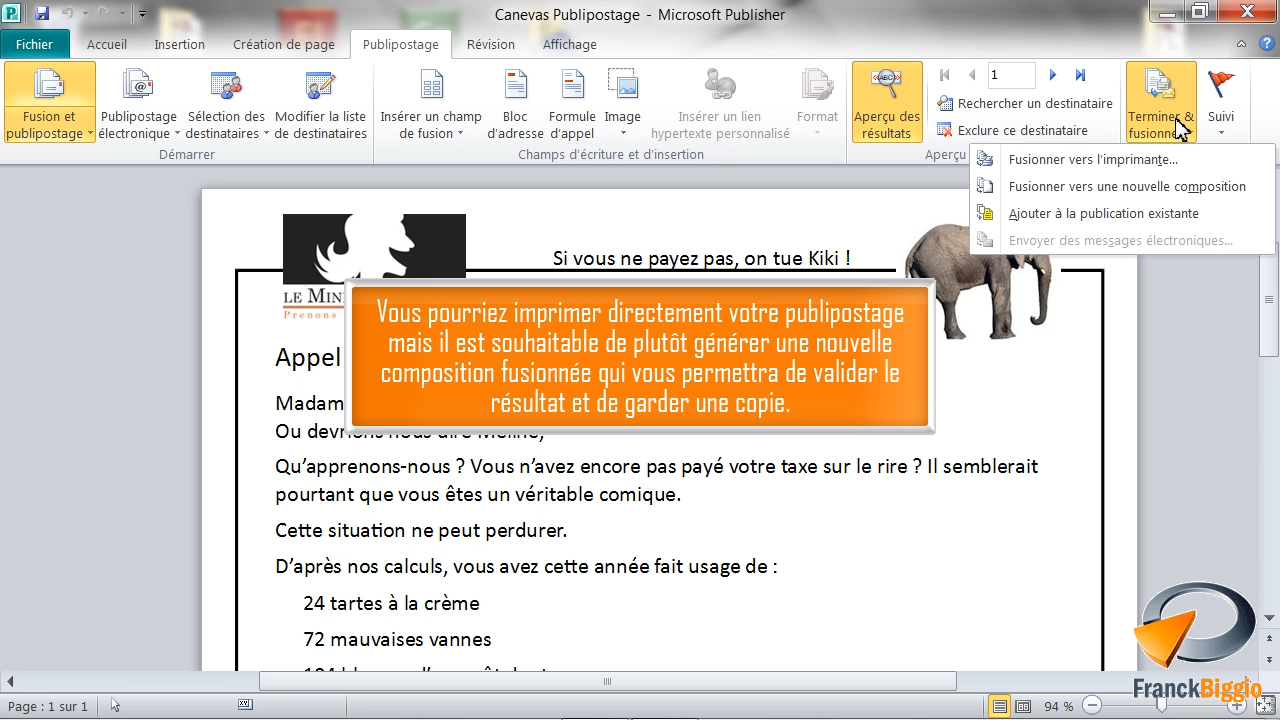 Canevas Publipostage - Microsoft Publisher
Fichier
Accueil
Insertion
Création de page
Publipostage
Révision
Affichage
Fusion et
publipostage
Publipostage
électronique
Sélection des
destinataires
Modifier la liste
de destinataires
Démarrer
Insérer un champ
de fusion
Bloc
d'adresse
Formule
d'appel
Image
Insérer un lien
hypertexte personnalisé
Format
Champs d'écriture et d'insertion
Aperçu des
résultats
1
Rechercher un destinataire
Exclure ce destinataire
Aperçu
Terminer &
fusionner
Suivi
Fusionner vers l'imprimante...
Fusionner vers une nouvelle composition
Ajouter à la publication existante
Envoyer des messages électroniques...
Si vous ne payez pas, on tue Kiki !
LE MIN
Prenons
Vous pourriez imprimer directement votre publipostage
mais il est souhaitable de plutôt générer une nouvelle
composition fusionnée qui vous permettra de valider le
résultat et de garder une copie.
Appel
Madam
Ou devrions nous dire Méline,
Qu'apprenons-nous ? Vous n'avez encore pas payé votre taxe sur le rire ? Il semblerait
pourtant que vous êtes un véritable comique.
Cette situation ne peut perdurer.
D'après nos calculs, vous avez cette année fait usage de :
24 tartes à la crème
72 mauvaises vannes
FranckBiggio
Page : 1 sur 1
94 %